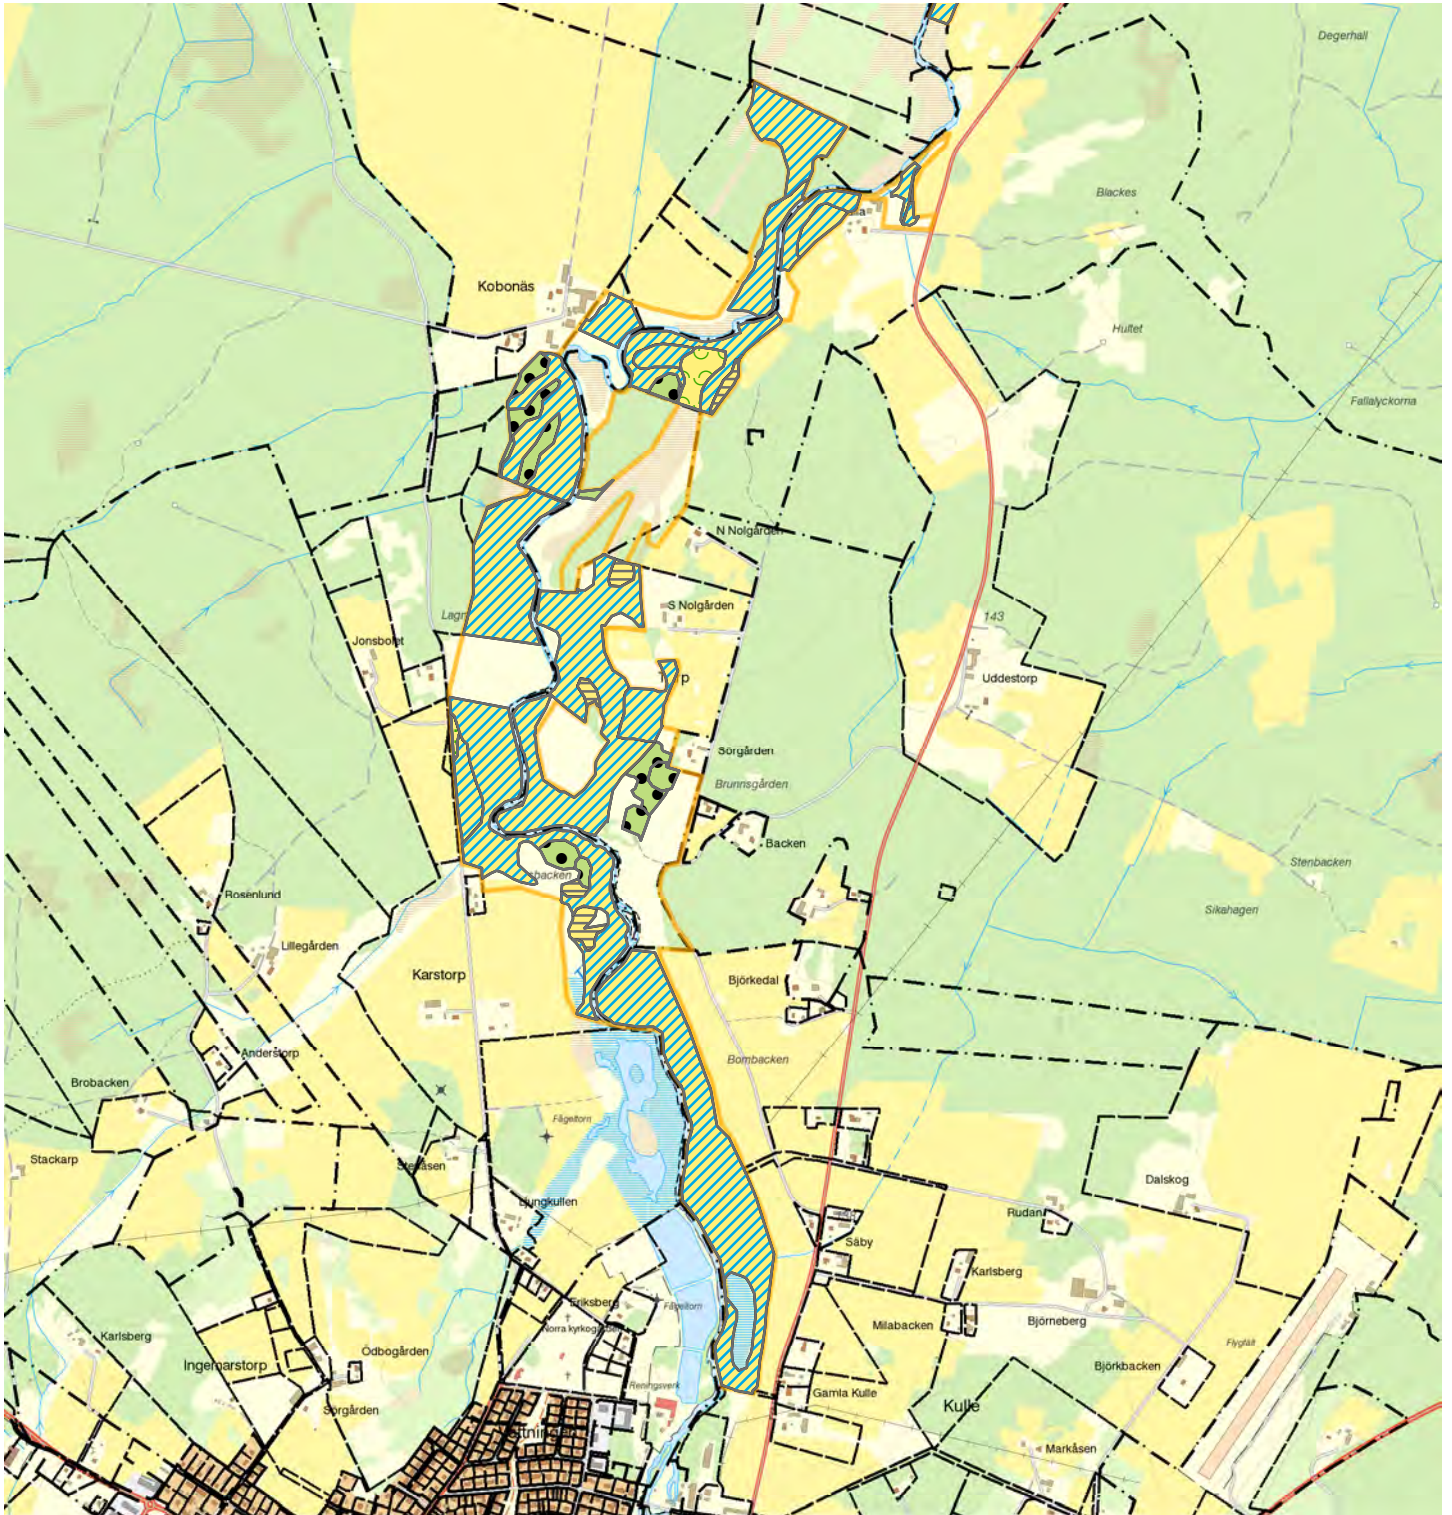 Degerhall
Blackes
Kobonäs
Hultet
Fallalyckorna
N Nolgården
S Nolgården
143
Jonsbolet
Uddestorp
Sörgården
Brunnsgården
Backen
Stenbacken
Rosenlund
Sikahagen
Lillegården
Karstorp
Björkedal
Anderstorp
Bombacken
Brobacken
Fågeltorn
Stackarp
Dalskog
Ljungkullen
Rudan
Säby
Karlsberg
Eriksberg
Fågeltorn
Norra kyrkogården
Milabacken
Björneberg
Karlsberg
Flygfält
Ödbogården
Ingemarstorp
Björkbacken
Reningsverk
Gamla Kulle
Sörgården
Kulle
Markåsen